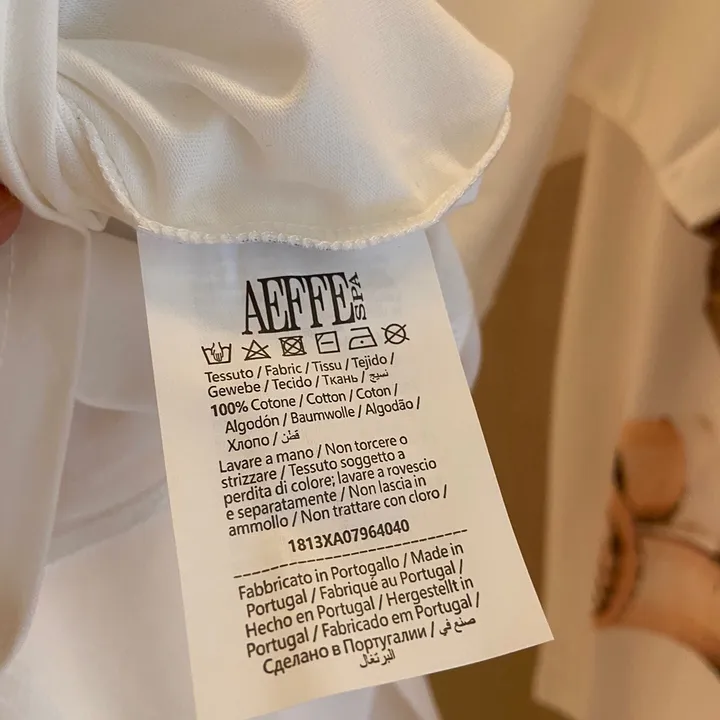 AEFFE SPA
Tessuto / Fabric / Tissu / Tejido /
Gewebe / Tecido / Ткань / نسيج
100% Cotone / Cotton / Coton /
Algodón / Baumwolle / Algodão /
Хлопо / قطن
Lavare a mano / Non torcere o
strizzare / Tessuto soggetto a
perdita di colore; lavare a rovescio
e separatamente / Non lascia in
ammollo / Non trattare con cloro /
1813XA07964040
Fabbricato in Portogallo / Made in
Portugal / Fabriqué au Portugal /
Hecho en Portugal / Hergestellt in
Portugal / Fabricado em Portugal /
Сделано в Португалии / صنع في
البرتغال